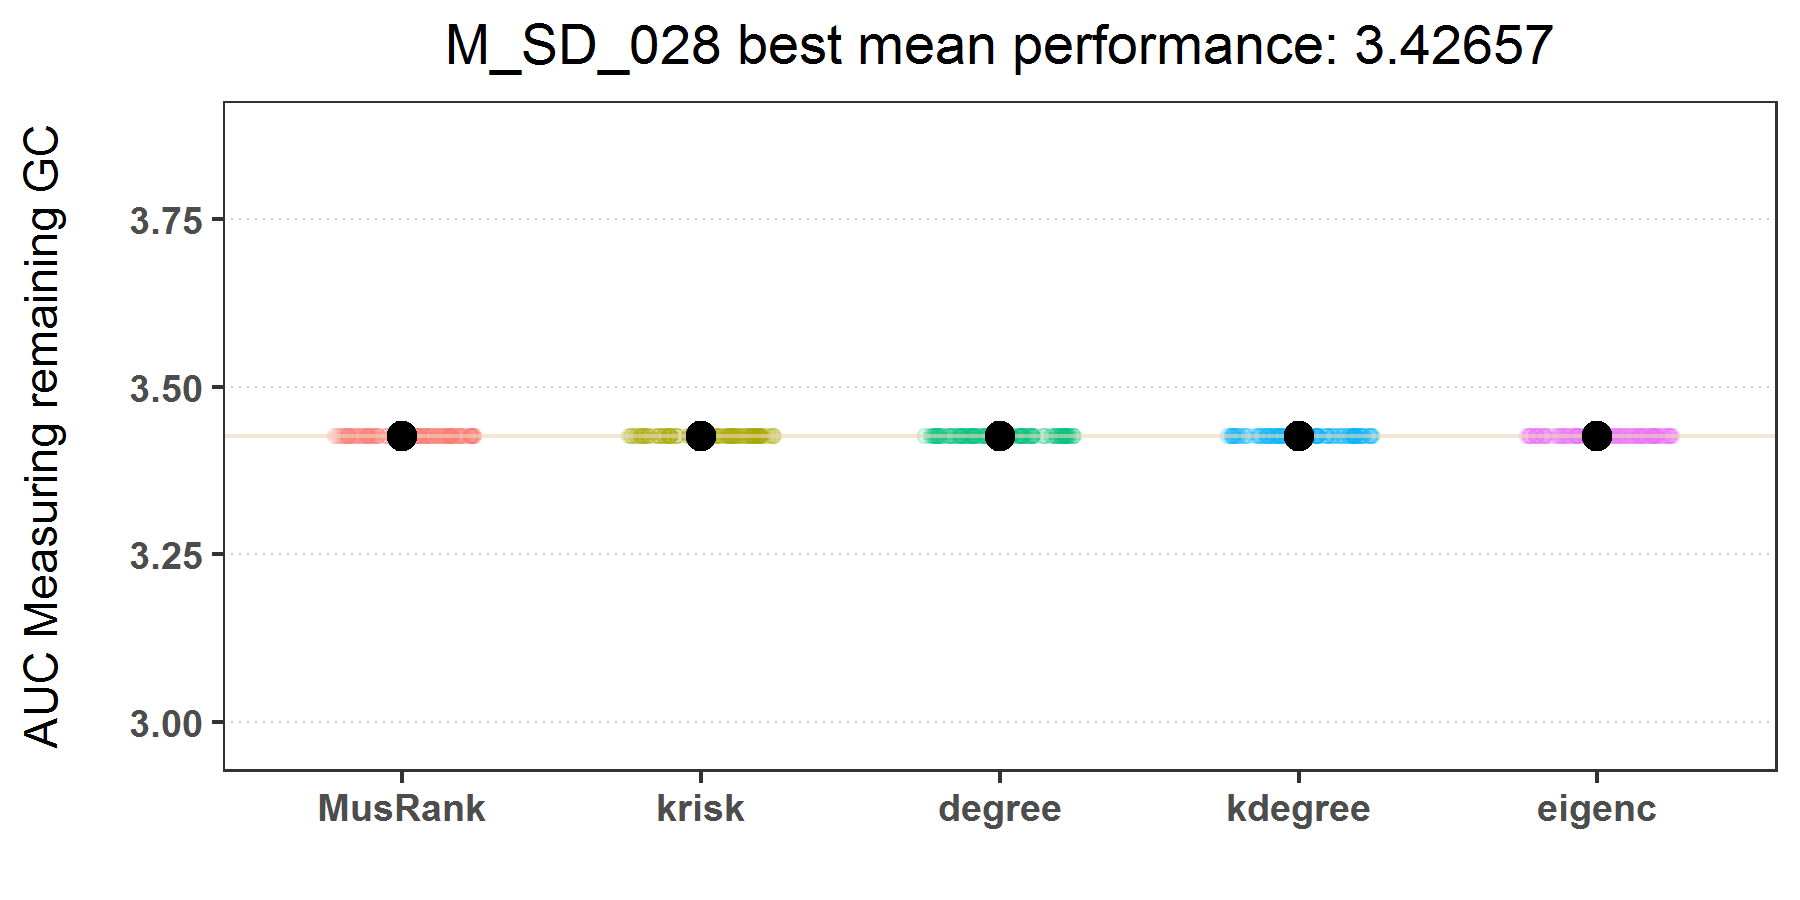 M_SD_028 best mean performance: 3.42657
AUC Measuring remaining GC
3.75
3.50
3.25
3.00
MusRank krisk degree kdegree eigenc